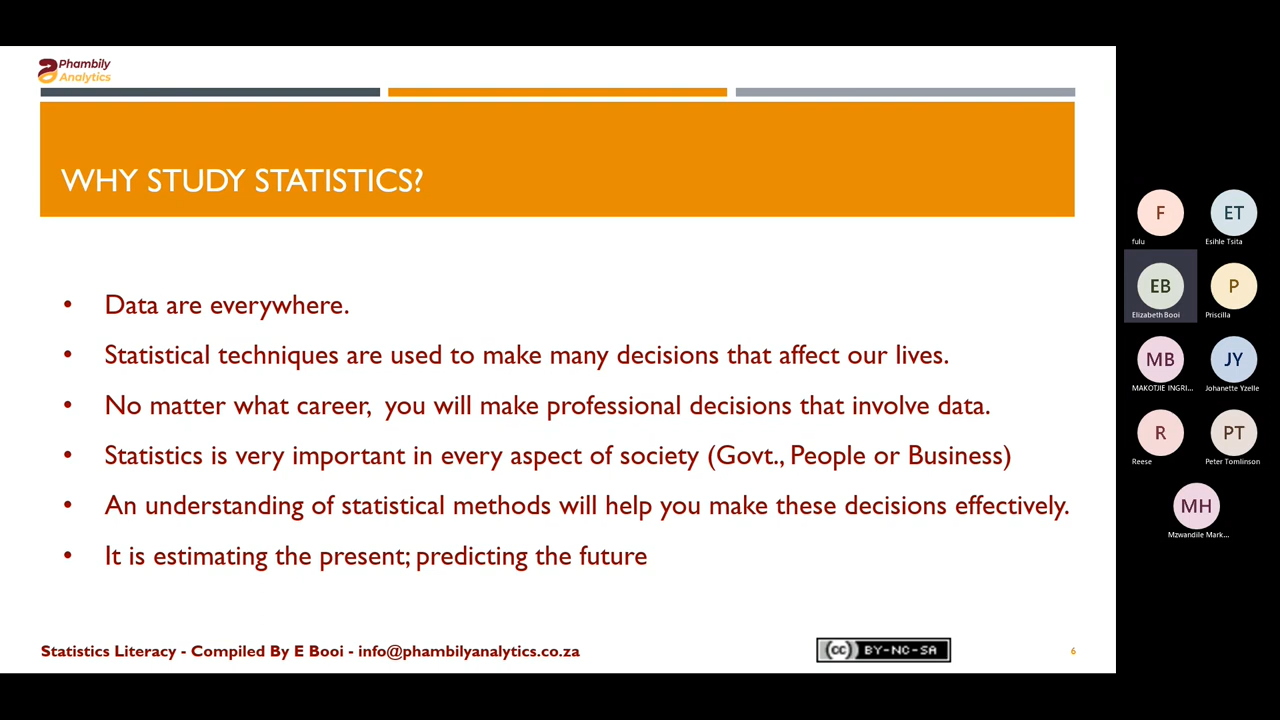 Phambily
Analytics
WHY STUDY STATISTICS?
• Data are everywhere.
• Statistical techniques are used to make many decisions that affect our lives.
• No matter what career, you will make professional decisions that involve data.
• Statistics is very important in every aspect of society (Govt., People or Business)
• An understanding of statistical methods will help you make these decisions effectively.
• It is estimating the present; predicting the future
Statistics Literacy - Compiled By E Booi - info@phambilyanalytics.co.za
cc BY-NC-SA
6
F
fulu
ET
Esihle Tsita
EB
Elizabeth Booi
P
Priscilla
MB
MAKOTJIE INGRI...
JY
Johanette Yzelle
R
Reese
PT
Peter Tomlinson
MH
Mzwandile Mark...